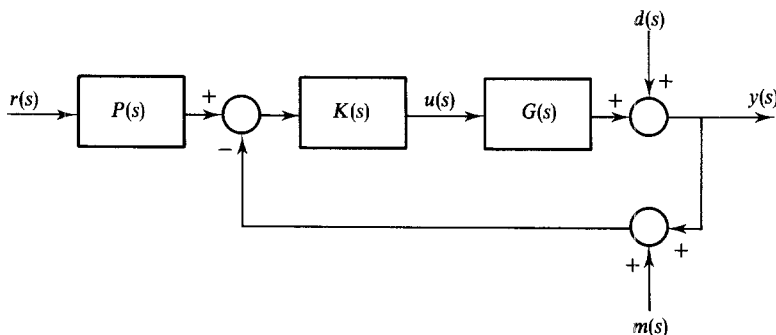 d(s)
+
r(s) P(s) + K(s) u(s) G(s) + y(s)
−
+ +
m(s)